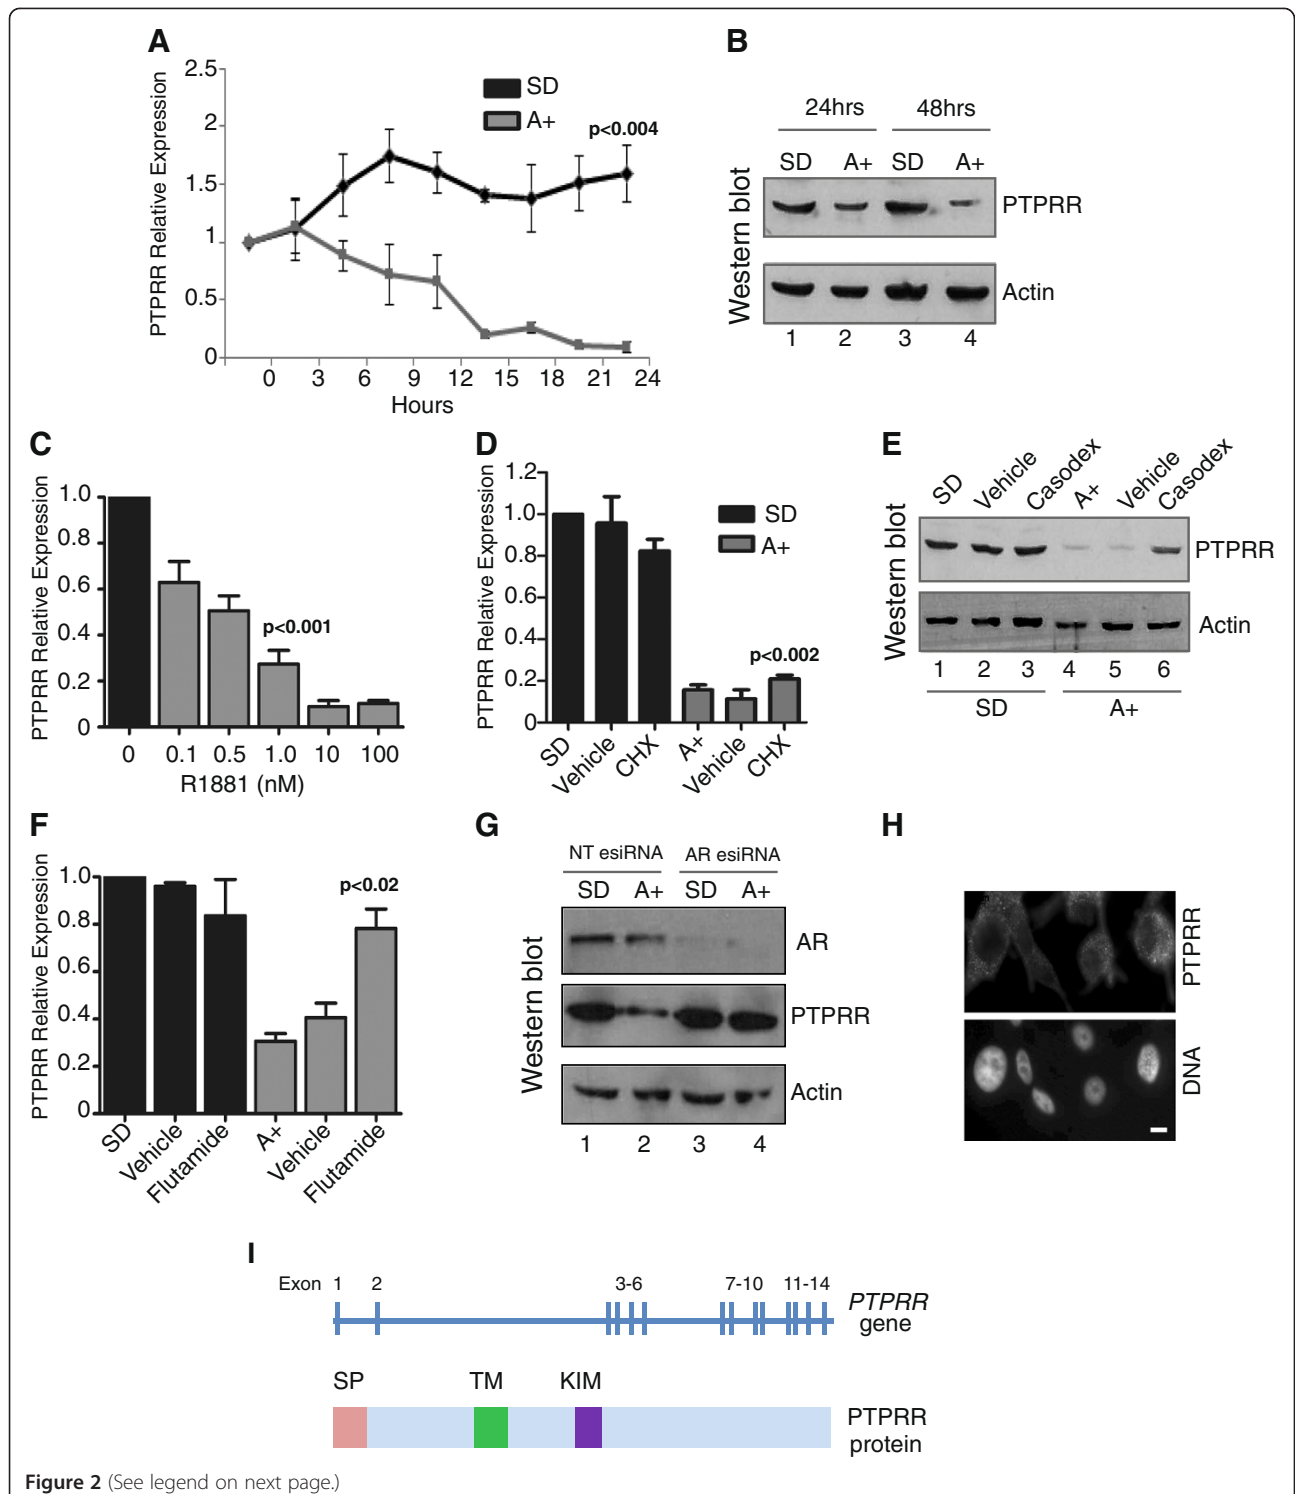 A
PTPRR Relative Expression
2.5
2
1.5
1
0.5
0
SD
A+
p<0.004
0 3 6 9 12 15 18 21 24
Hours
B
24hrs 48hrs
SD A+ SD A+
Western blot
PTPRR
Actin
1 2 3 4
C
PTPRR Relative Expression
1.0
0.8
0.6
0.4
0.2
0
p<0.001
0 0.1 0.5 1.0 10 100
R1881 (nM)
D
PTPRR Relative Expression
1.2
1.0
0.8
0.6
0.4
0.2
0
SD
A+
p<0.002
SD Vehicle CHX A+ Vehicle CHX
E
SD Vehicle Casodex A+ Vehicle Casodex
Western blot
PTPRR
Actin
1 2 3 4 5 6
SD A+
F
PTPRR Relative Expression
1.0
0.8
0.6
0.4
0.2
0
p<0.02
SD Vehicle Flutamide A+ Vehicle Flutamide
G
NT esiRNA AR esiRNA
SD A+ SD A+
Western blot
AR
PTPRR
Actin
1 2 3 4
H
PTPRR
DNA
I
Exon 1 2 3-6 7-10 11-14
PTPRR
gene
SP TM KIM
PTPRR
protein
Figure 2 (See legend on next page.)